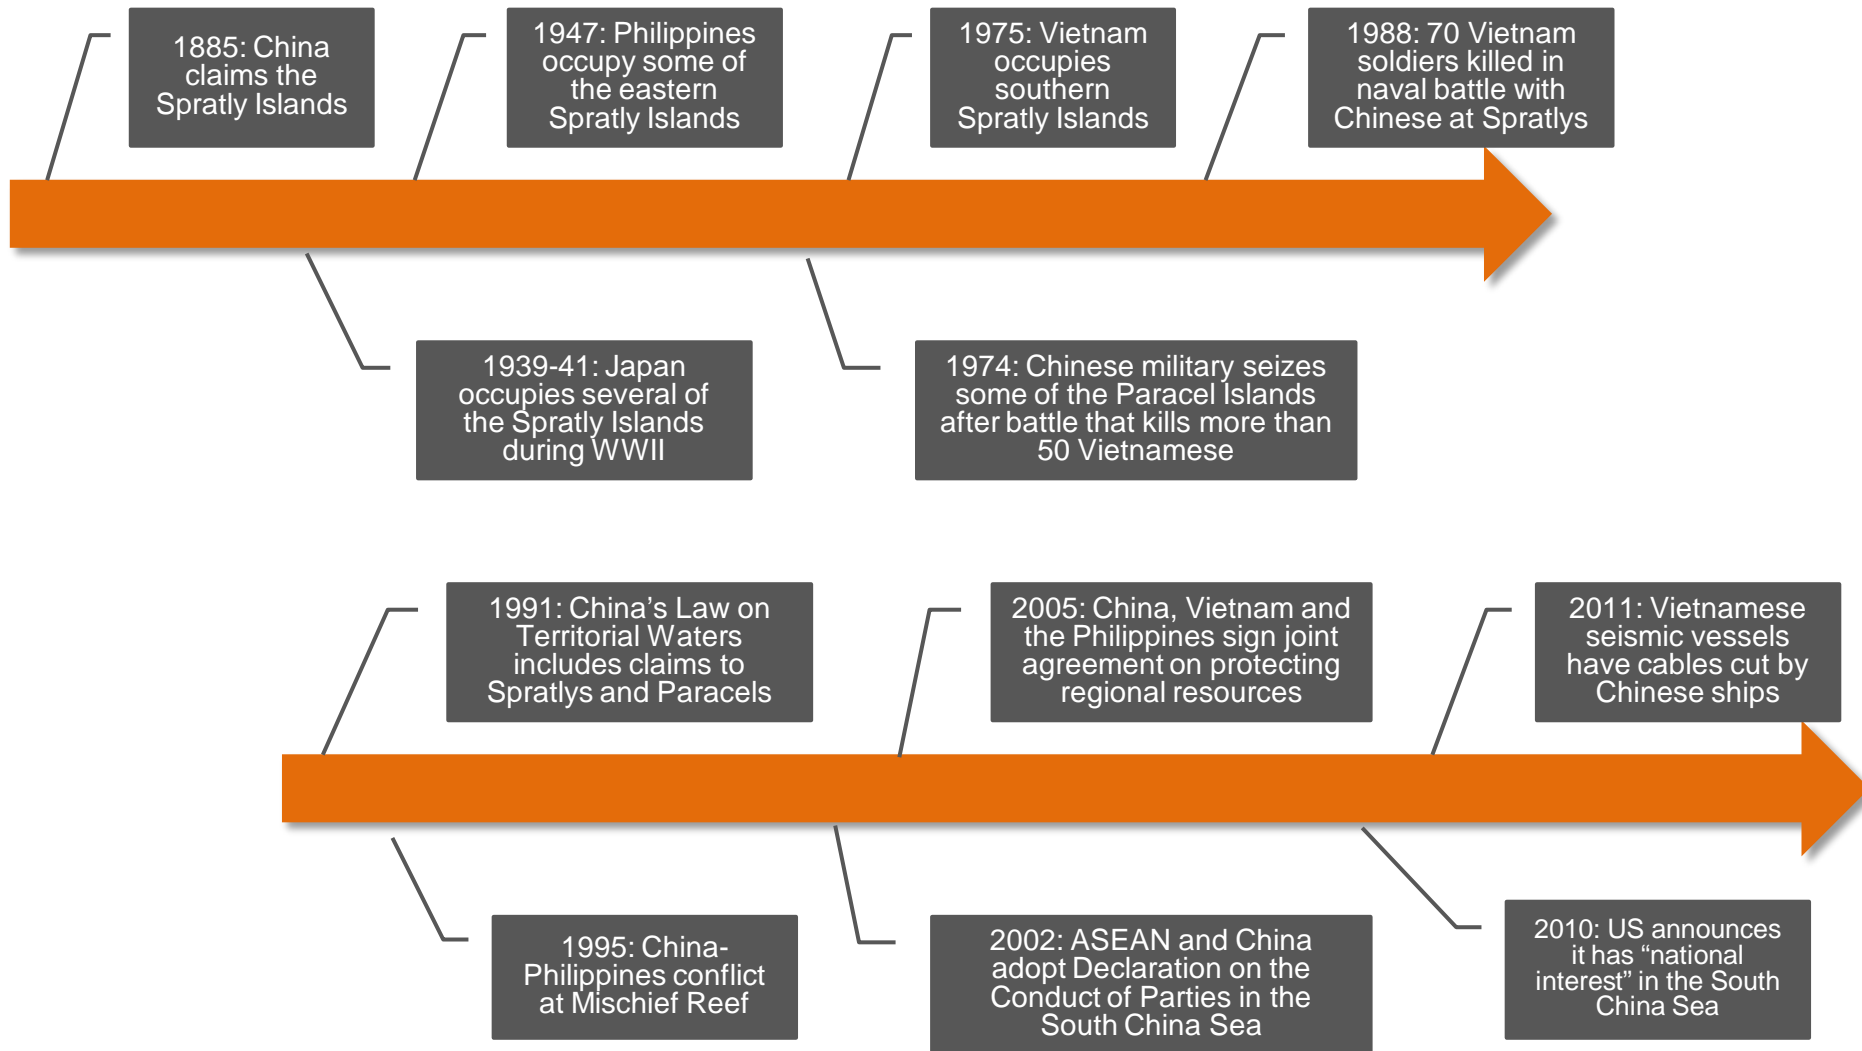 1885: China
claims the
Spratly Islands
1947: Philippines
occupy some of
the eastern
Spratly Islands
1975: Vietnam
occupies
southern
Spratly Islands
1988: 70 Vietnam
soldiers killed in
naval battle with
Chinese at Spratlys
1939-41: Japan
occupies several of
the Spratly Islands
during WWII
1974: Chinese military seizes
some of the Paracel Islands
after battle that kills more than
50 Vietnamese
1991: China’s Law on
Territorial Waters
includes claims to
Spratlys and Paracels
2005: China, Vietnam and
the Philippines sign joint
agreement on protecting
regional resources
2011: Vietnamese
seismic vessels
have cables cut by
Chinese ships
1995: China-
Philippines conflict
at Mischief Reef
2002: ASEAN and China
adopt Declaration on the
Conduct of Parties in the
South China Sea
2010: US announces
it has “national
interest” in the South
China Sea